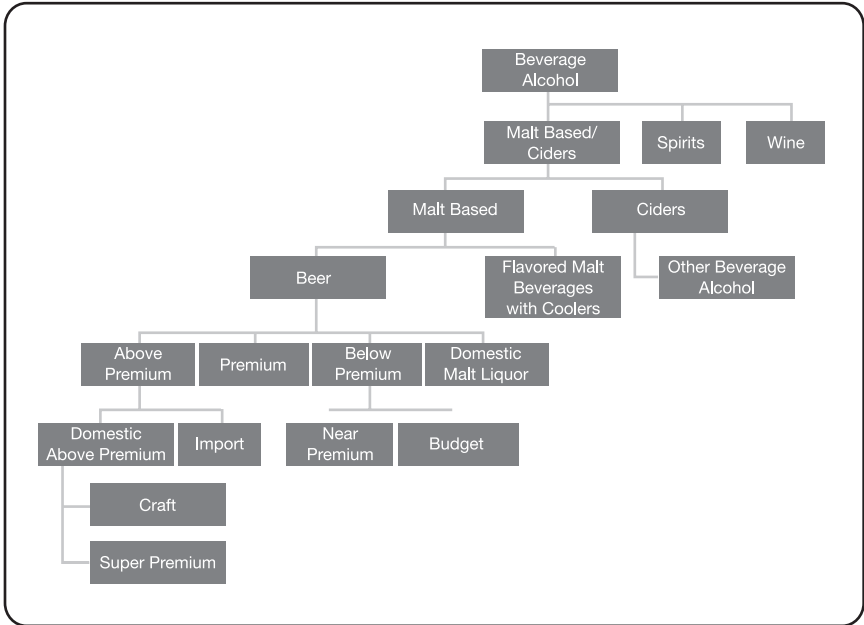 Beverage
Alcohol
Malt Based/
Ciders
Spirits
Wine
Malt Based
Ciders
Beer
Flavored Malt
Beverages
with Coolers
Other Beverage
Alcohol
Above
Premium
Premium
Below
Premium
Domestic
Malt Liquor
Domestic
Above Premium
Import
Near
Premium
Budget
Craft
Super Premium